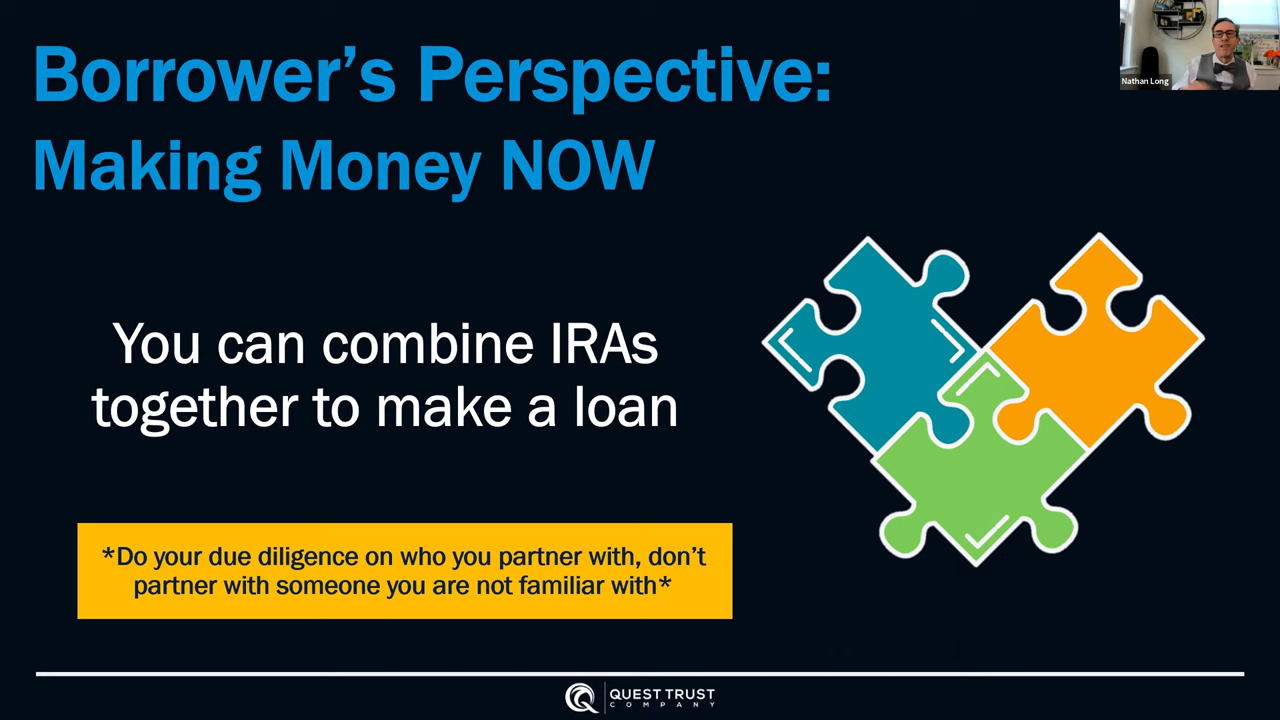 Borrower’s Perspective:
Making Money NOW
Nathan Long
You can combine IRAs
together to make a loan
*Do your due diligence on who you partner with, don’t
partner with someone you are not familiar with*
QUEST TRUST
COMPANY